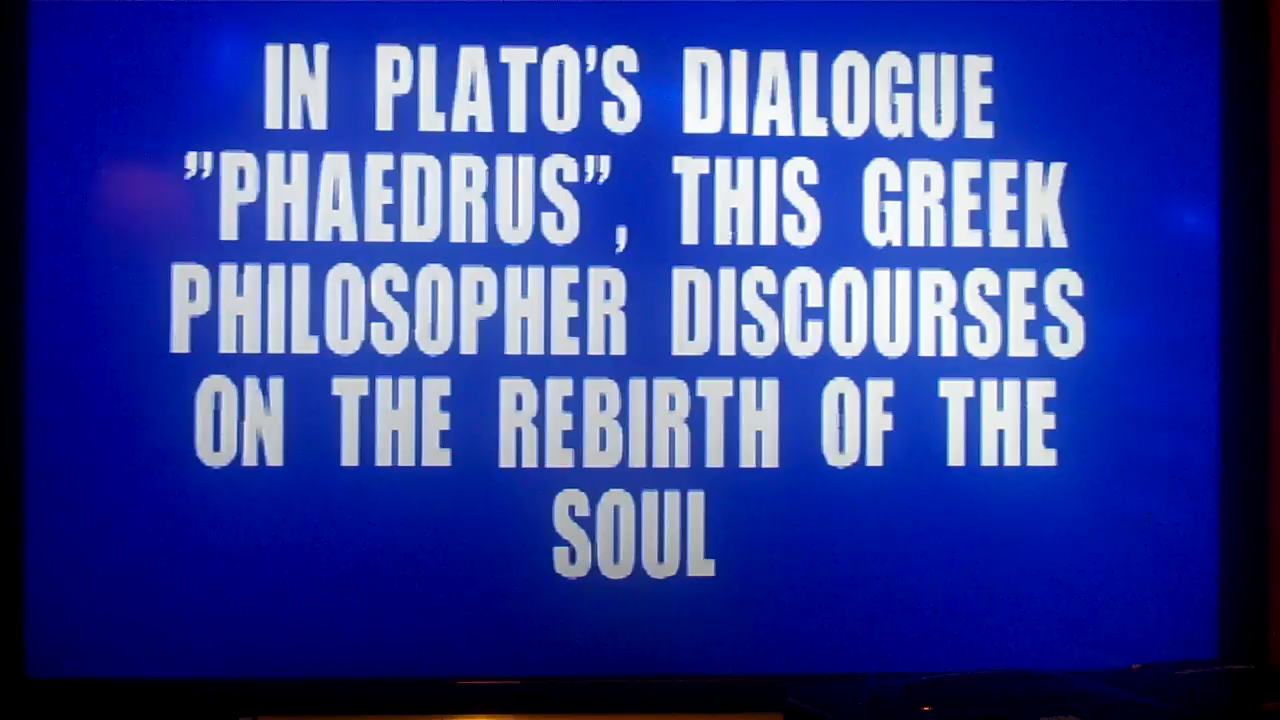 IN PLATO'S DIALOGUE
"PHAEDRUS", THIS GREEK
PHILOSOPHER DISCOURSES
ON THE REBIRTH OF THE
SOUL